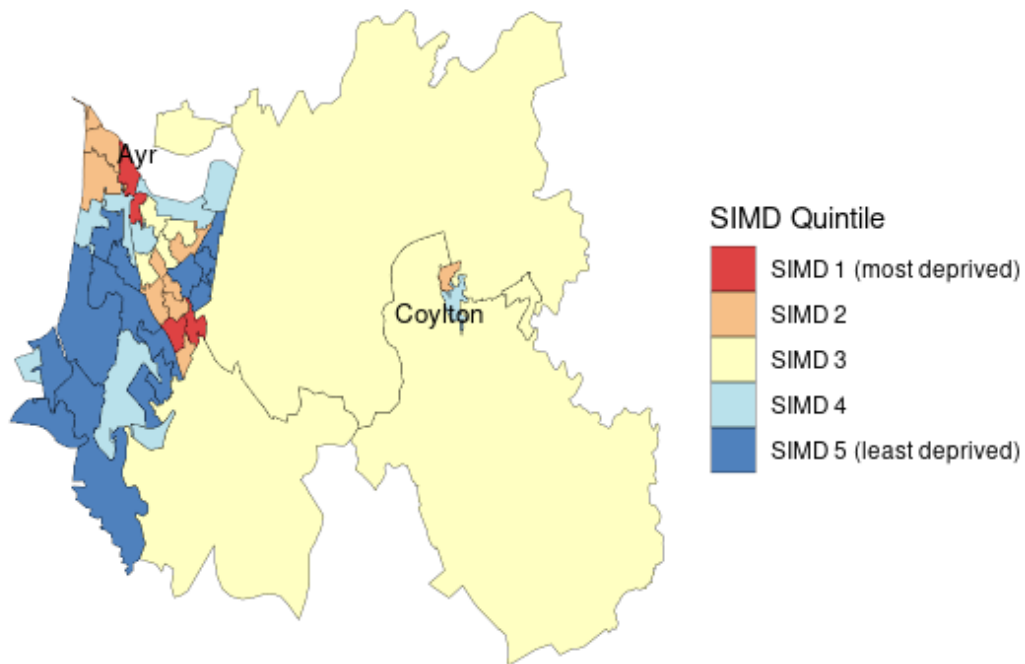 Ayr
Coylton
SIMD Quintile
SIMD 1 (most deprived)
SIMD 2
SIMD 3
SIMD 4
SIMD 5 (least deprived)